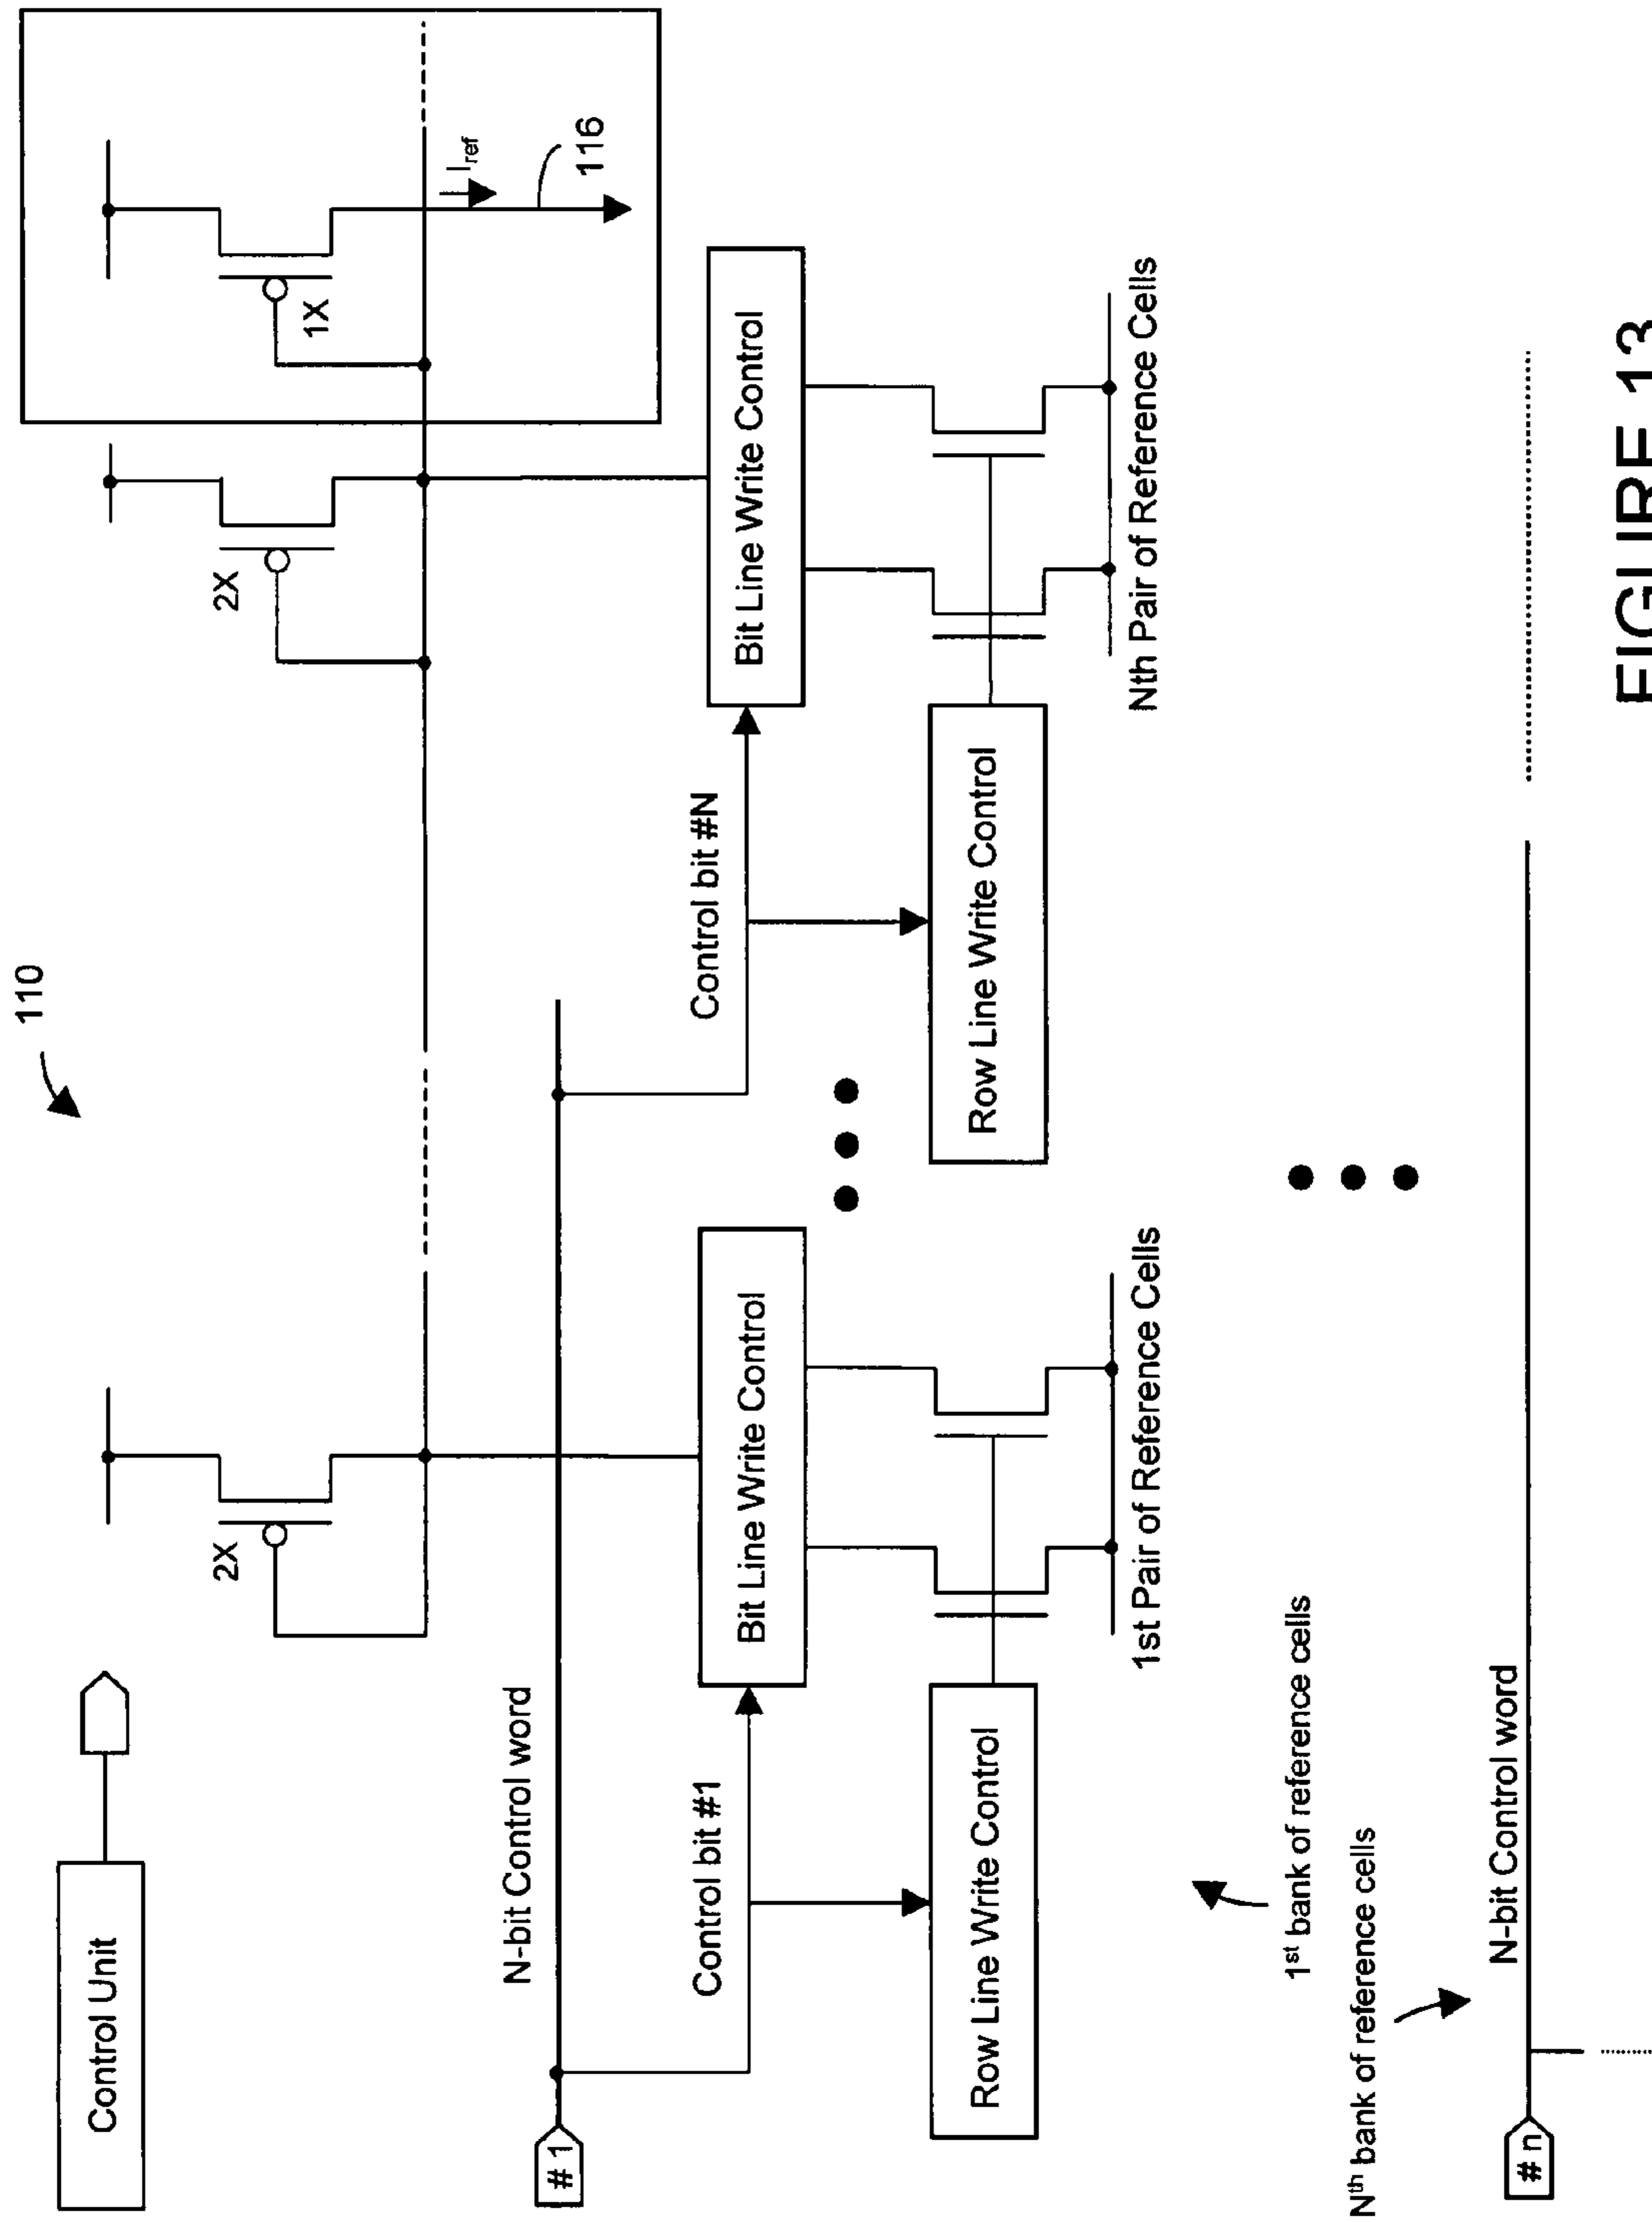 110
Control Unit
2X
2X
1X
I_ref
116
N-bit Control word
# 1
Control bit #1
Bit Line Write Control
Row Line Write Control
1st Pair of Reference Cells
Control bit #N
Bit Line Write Control
Row Line Write Control
Nth Pair of Reference Cells
1st bank of reference cells
Nth bank of reference cells
N-bit Control word
# n
FIGURE 13